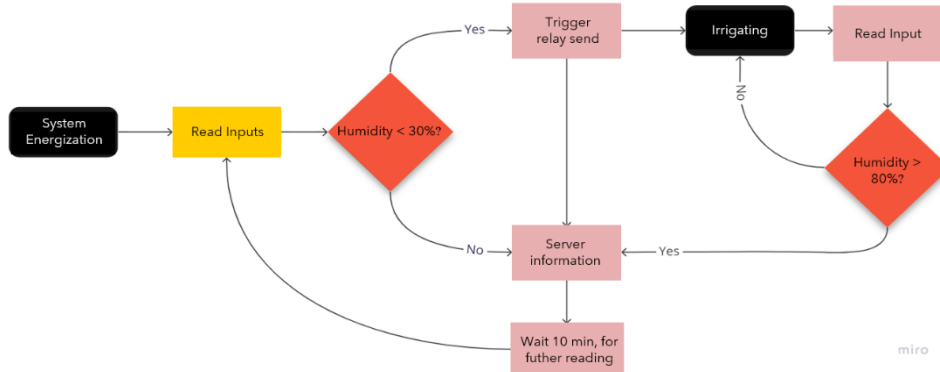 System
Energization
Read Inputs
Humidity < 30%?
Yes
Trigger
relay send
Irrigating
Read Input
Humidity >
80%?
No
Yes
No
Server
information
Wait 10 min, for
futher reading
miro